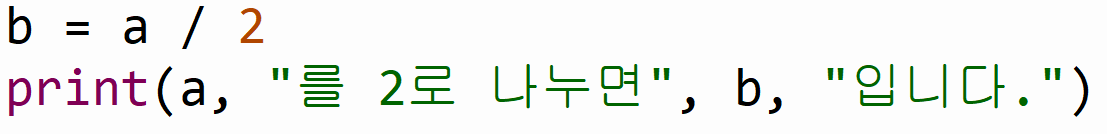 b = a / 2
print(a, "를 2로 나누면", b, "입니다.")